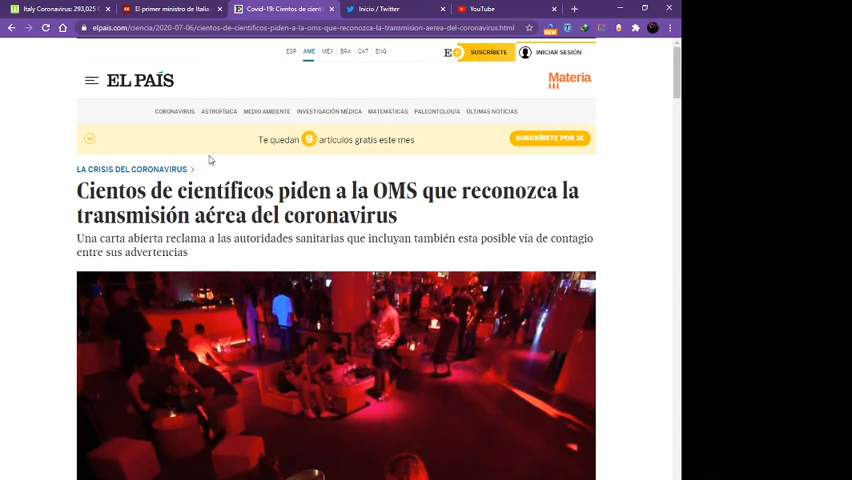 Italy Coronavirus: 293,025 C
El primer ministro de Italia
Covid-19: Cientos de cientí
Inicio / Twitter
YouTube
elpais.com/ciencia/2020-07-06/cientos-de-cientificos-piden-a-la-oms-que-reconozca-la-transmision-aerea-del-coronavirus.html
ESP AME MEX BRA CAT ENG
SUSCRÍBETE
INICIAR SESIÓN
EL PAÍS
Materia
CORONAVIRUS ASTROFÍSICA MEDIO AMBIENTE INVESTIGACIÓN MÉDICA MATEMÁTICAS PALEONTOLOGÍA ÚLTIMAS NOTICIAS
Te quedan 9 artículos gratis este mes
SUSCRÍBETE POR 1€
LA CRISIS DEL CORONAVIRUS >
Cientos de científicos piden a la OMS que reconozca la
transmisión aérea del coronavirus
Una carta abierta reclama a las autoridades sanitarias que incluyan también esta posible vía de contagio
entre sus advertencias